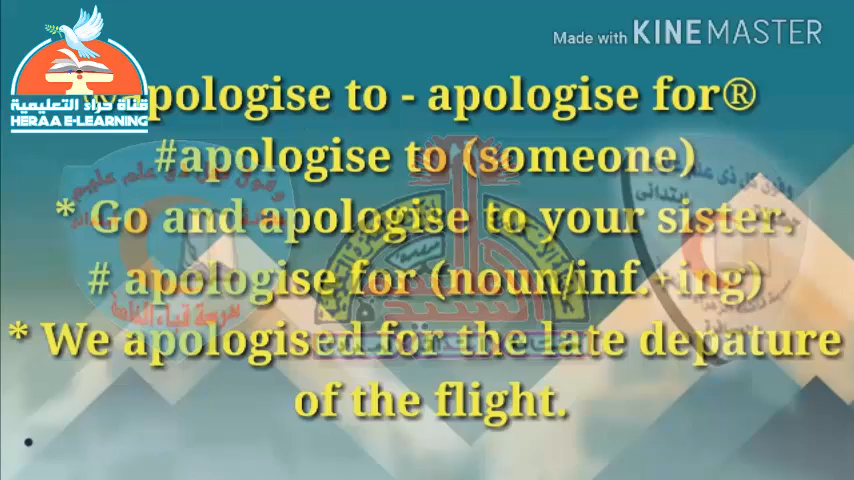 Made with KINEMASTER
قناة حراء التعليمية
HERAA E-LEARNING
apologise to - apologise for®
#apologise to (someone)
* Go and apologise to your sister.
# apologise for (noun/inf.+ing)
* We apologised for the late depature
of the flight.